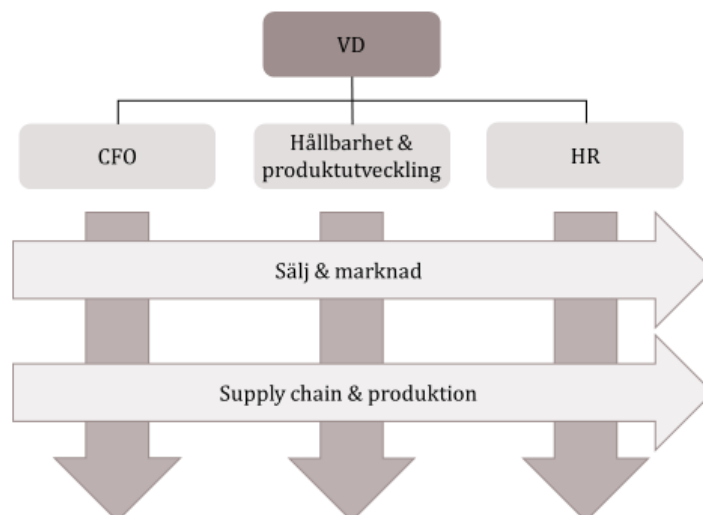 VD
CFO
Hållbarhet &
produktutveckling
HR
Sälj & marknad
Supply chain & produktion